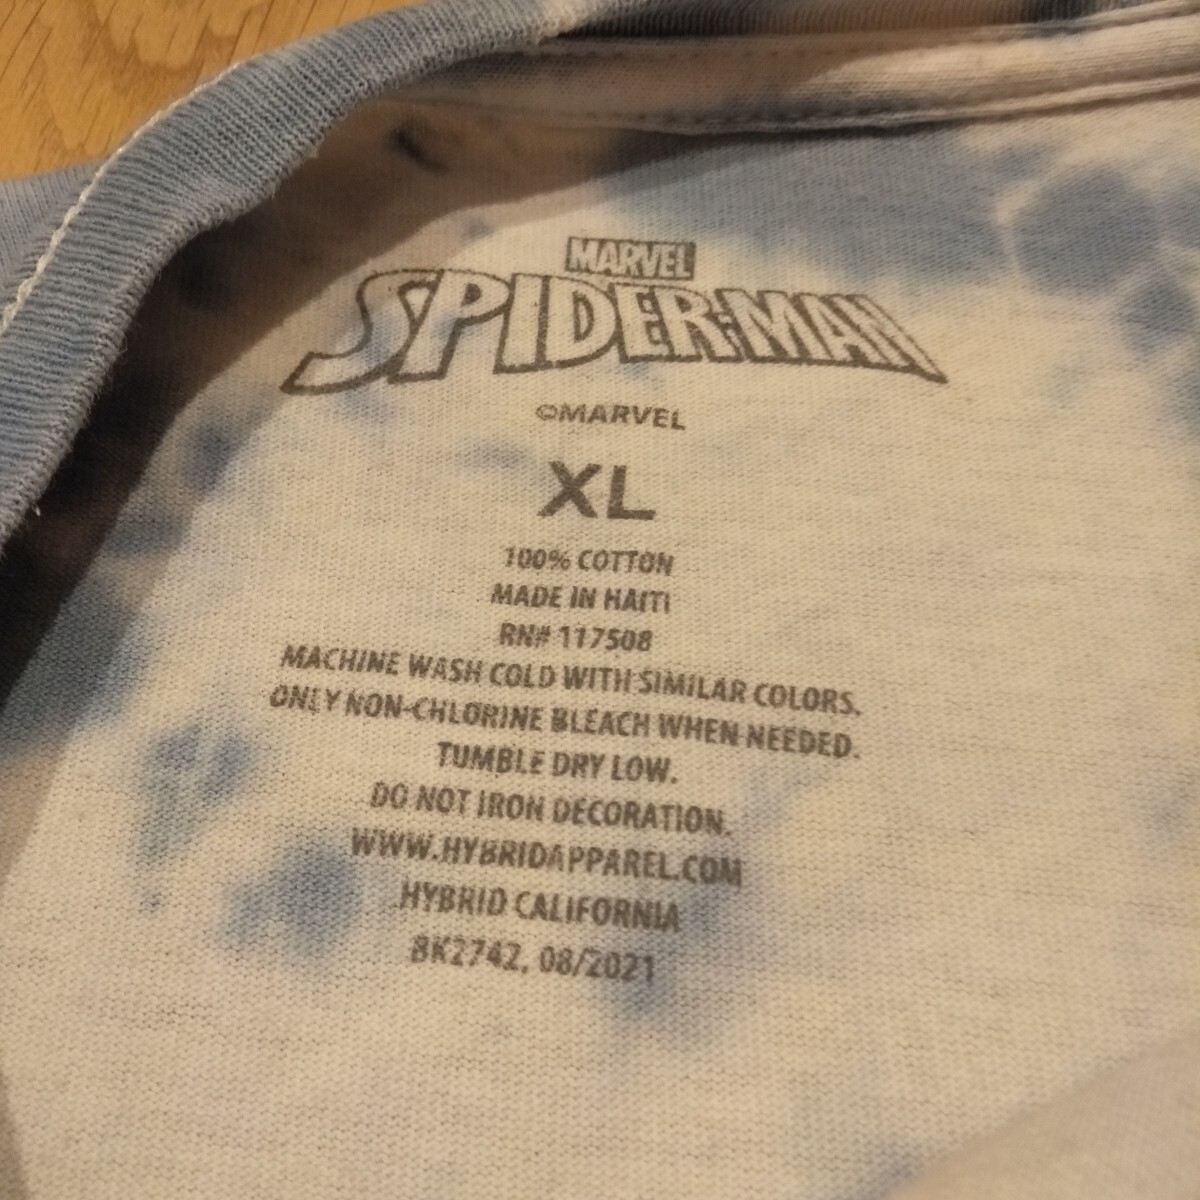 MARVEL
SPIDER-MAN
©MARVEL
XL
100% COTTON
MADE IN HAITI
RN# 117508
MACHINE WASH COLD WITH SIMILAR COLORS.
ONLY NON-CHLORINE BLEACH WHEN NEEDED.
TUMBLE DRY LOW.
DO NOT IRON DECORATION.
WWW.HYBRIDAPPAREL.COM
HYBRID CALIFORNIA
BK2742, 08/2021